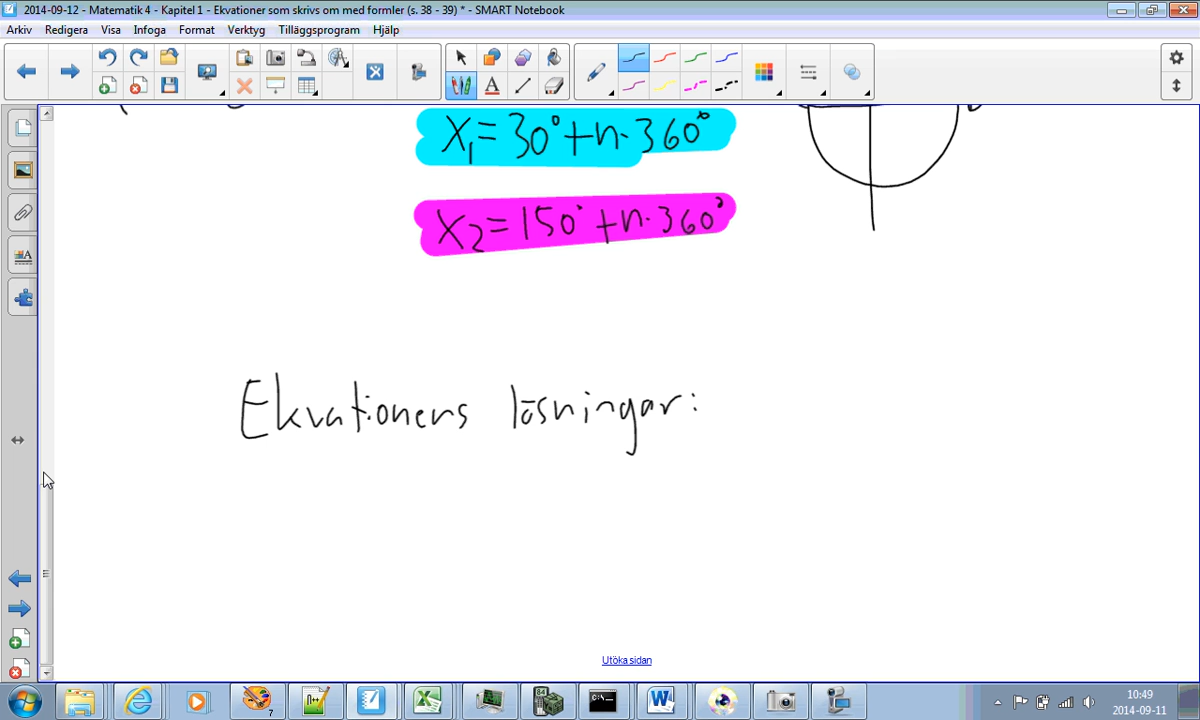 2014-09-12 - Matematik 4 - Kapitel 1 - Ekvationer som skrivs om med formler (s. 38 - 39) * - SMART Notebook
Arkiv Redigera Visa Infoga Format Verktyg Tilläggsprogram Hjälp
X₁=30°+n·360°
X₂=150°+n·360°
Ekvationens lösningar:
Utöka sidan
10:49
2014-09-11